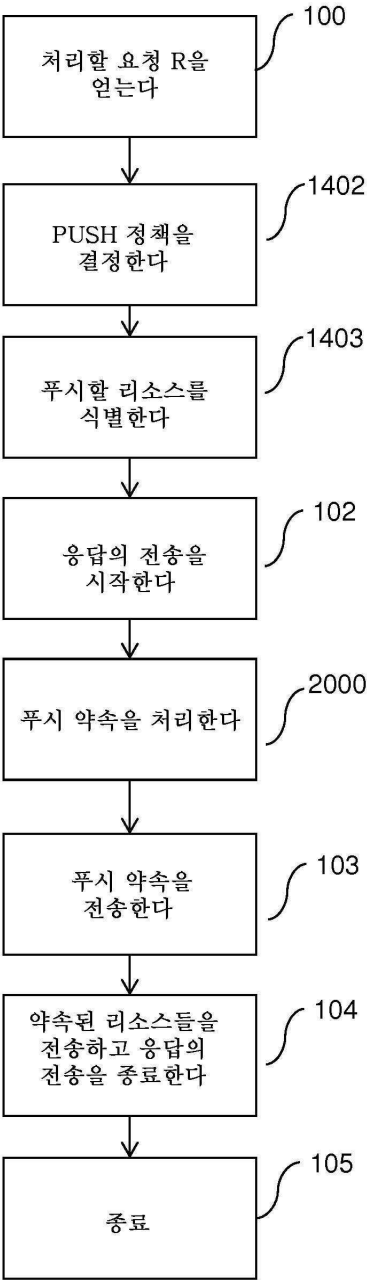 처리할 요청 R을
얻는다
100
PUSH 정책을
결정한다
1402
푸시할 리소스를
식별한다
1403
응답의 전송을
시작한다
102
푸시 약속을 처리한다
2000
푸시 약속을
전송한다
103
약속된 리소스들을
전송하고 응답의
전송을 종료한다
104
종료
105